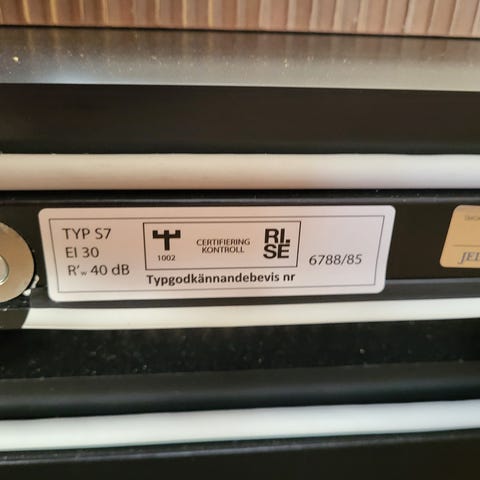 TYP S7
EI 30
R'w 40 dB
1002
CERTIFIERING
KONTROLL
RI.
SE
6788/85
Typgodkännandebevis nr